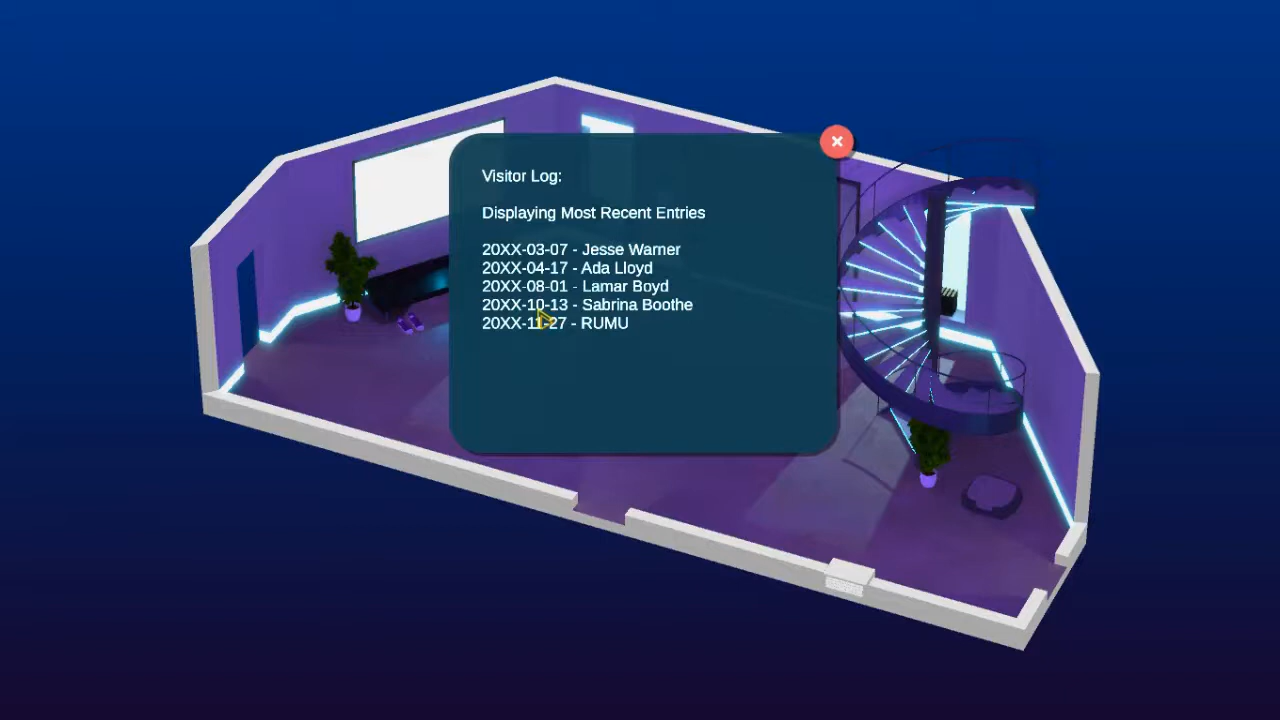 Visitor Log:
Displaying Most Recent Entries
20XX-03-07 - Jesse Warner
20XX-04-17 - Ada Lloyd
20XX-08-01 - Lamar Boyd
20XX-10-13 - Sabrina Boothe
20XX-11-27 - RUMU